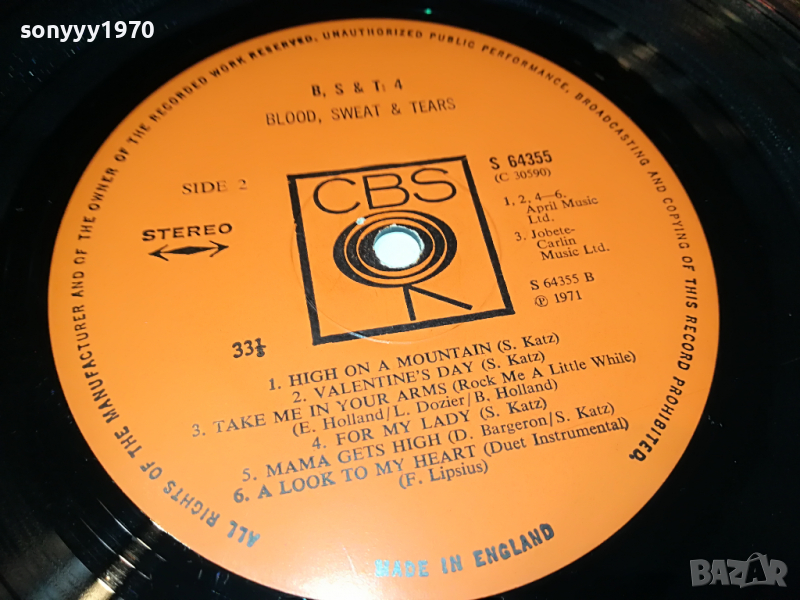 sonyyy1970
ALL RIGHTS OF THE MANUFACTURER AND OF THE OWNER OF THE RECORDED WORK RESERVED. UNAUTHORIZED PUBLIC PERFORMANCE, BROADCASTING AND COPYING OF THIS RECORD PROHIBITED.
B, S & T: 4
BLOOD, SWEAT & TEARS
SIDE 2
STEREO
CBS
S 64355
(C 30590)
1, 2, 4—6.
April Music
Ltd.
3. Jobete-
Carlin
Music Ltd.
S 64355 B
℗ 1971
33⅓
1. HIGH ON A MOUNTAIN (S. Katz)
2. VALENTINE'S DAY (S. Katz)
3. TAKE ME IN YOUR ARMS (Rock Me A Little While)
(E. Holland/L. Dozier/B. Holland)
4. FOR MY LADY (S. Katz)
5. MAMA GETS HIGH (D. Bargeron/S. Katz)
6. A LOOK TO MY HEART (Duet Instrumental)
(F. Lipsius)
MADE IN ENGLAND
BAZAR